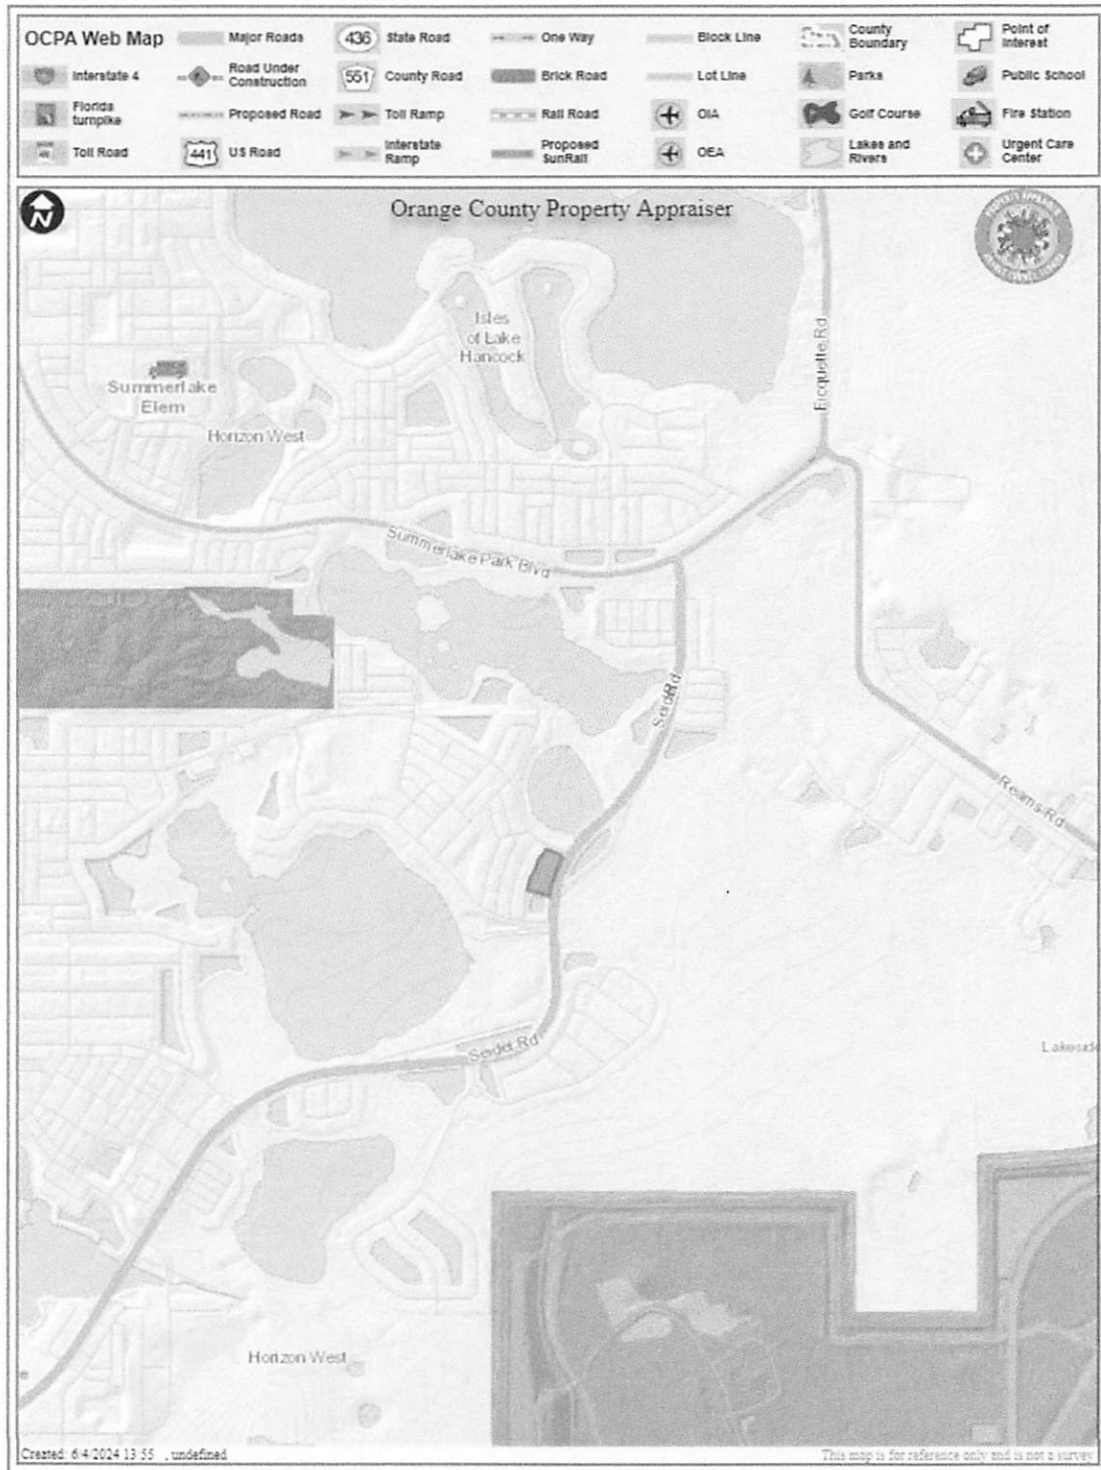 OCPA Web Map
Major Roads
436
State Road
One Way
Block Line
County
Boundary
Point of
Interest
Interstate 4
Road Under
Construction
551
County Road
Brick Road
Lot Line
Parks
Public School
Florida
turnpike
Proposed Road
Toll Ramp
Rail Road
OIA
Golf Course
Fire Station
Toll Road
441
US Road
Interstate
Ramp
Proposed
SunRail
OEA
Lakes and
Rivers
Urgent Care
Center
N
Orange County Property Appraiser
PROPERTY APPRAISER
Isles
of Lake
Hancock
Ficquette Rd
Summerlake
Elem
Horizon West
Summerlake Park Blvd
Seidel Rd
Reams Rd
Seidel Rd
Lakeside
Horizon West
Created: 6/4/2024 13:55 , undefined
This map is for reference only and is not a survey